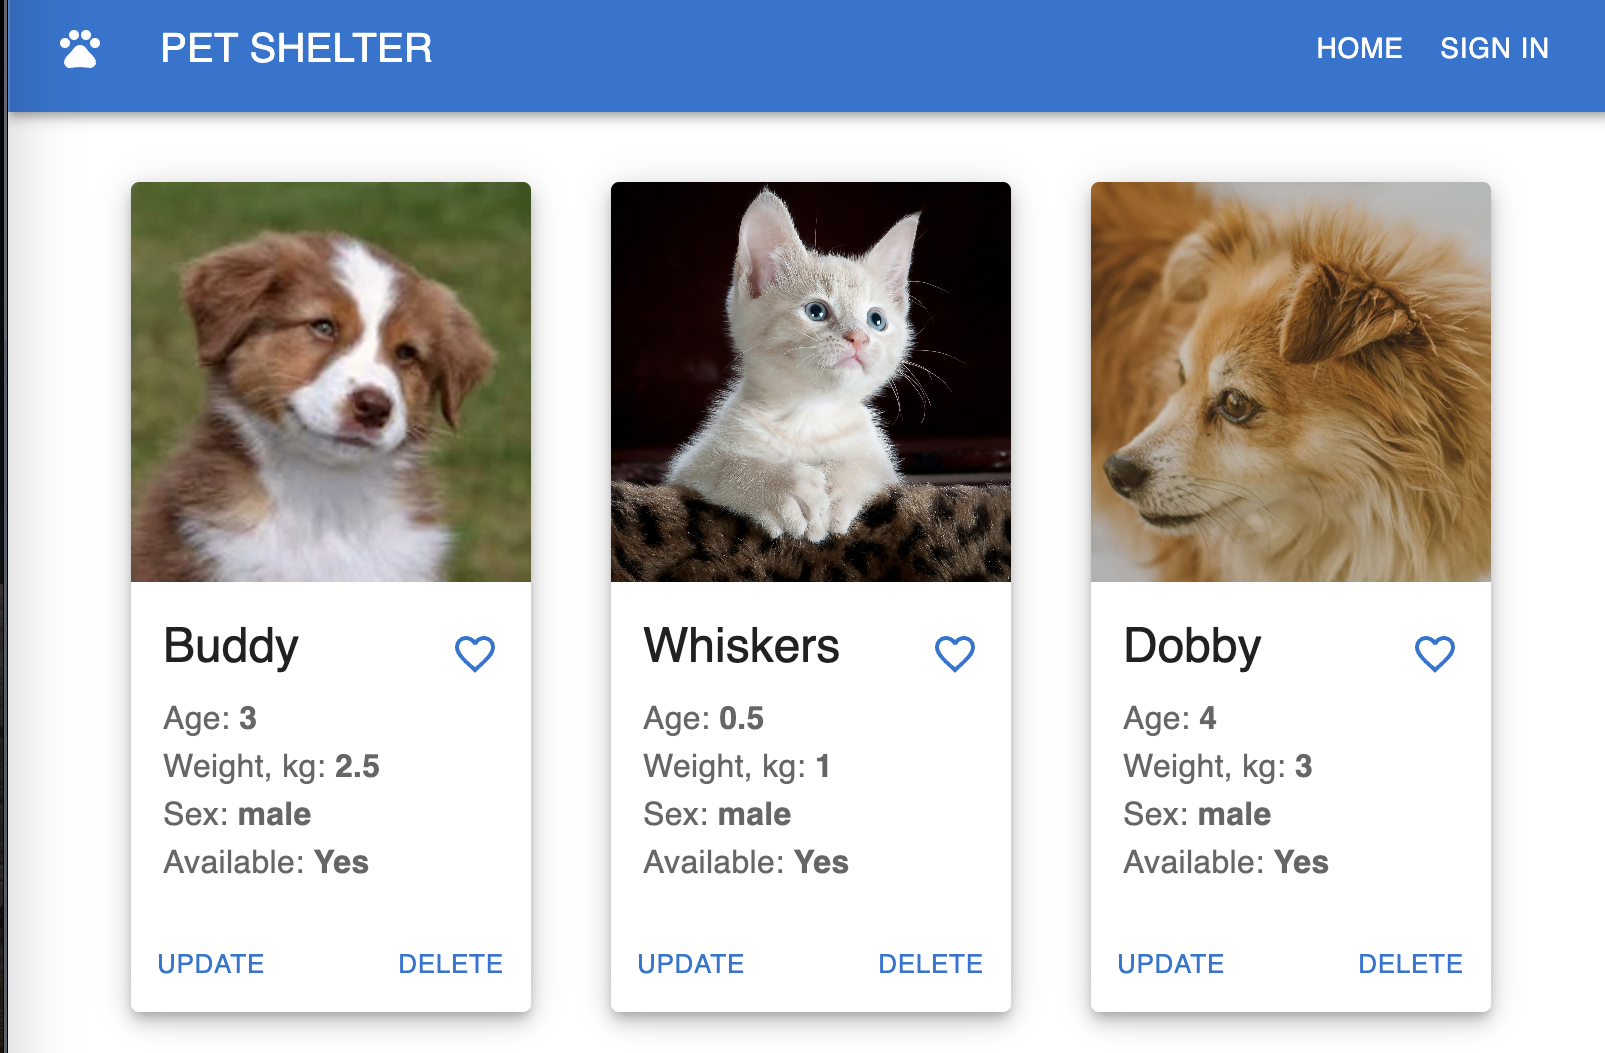 PET SHELTER
HOME SIGN IN
Buddy
Age: 3
Weight, kg: 2.5
Sex: male
Available: Yes
UPDATE DELETE
Whiskers
Age: 0.5
Weight, kg: 1
Sex: male
Available: Yes
UPDATE DELETE
Dobby
Age: 4
Weight, kg: 3
Sex: male
Available: Yes
UPDATE DELETE